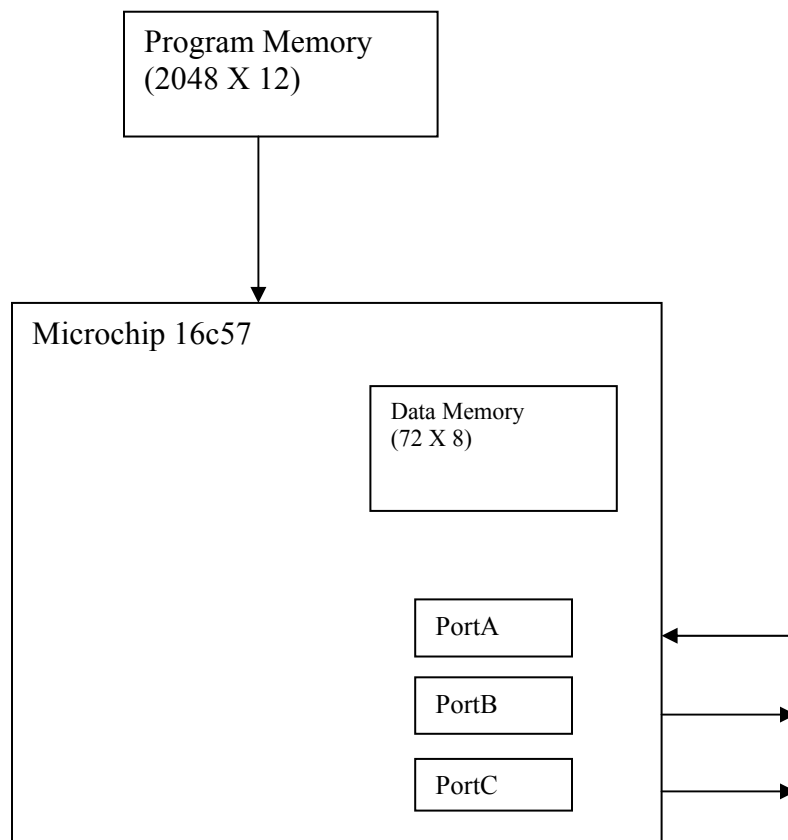 Program Memory
(2048 X 12)
Microchip 16c57
Data Memory
(72 X 8)
PortA
PortB
PortC